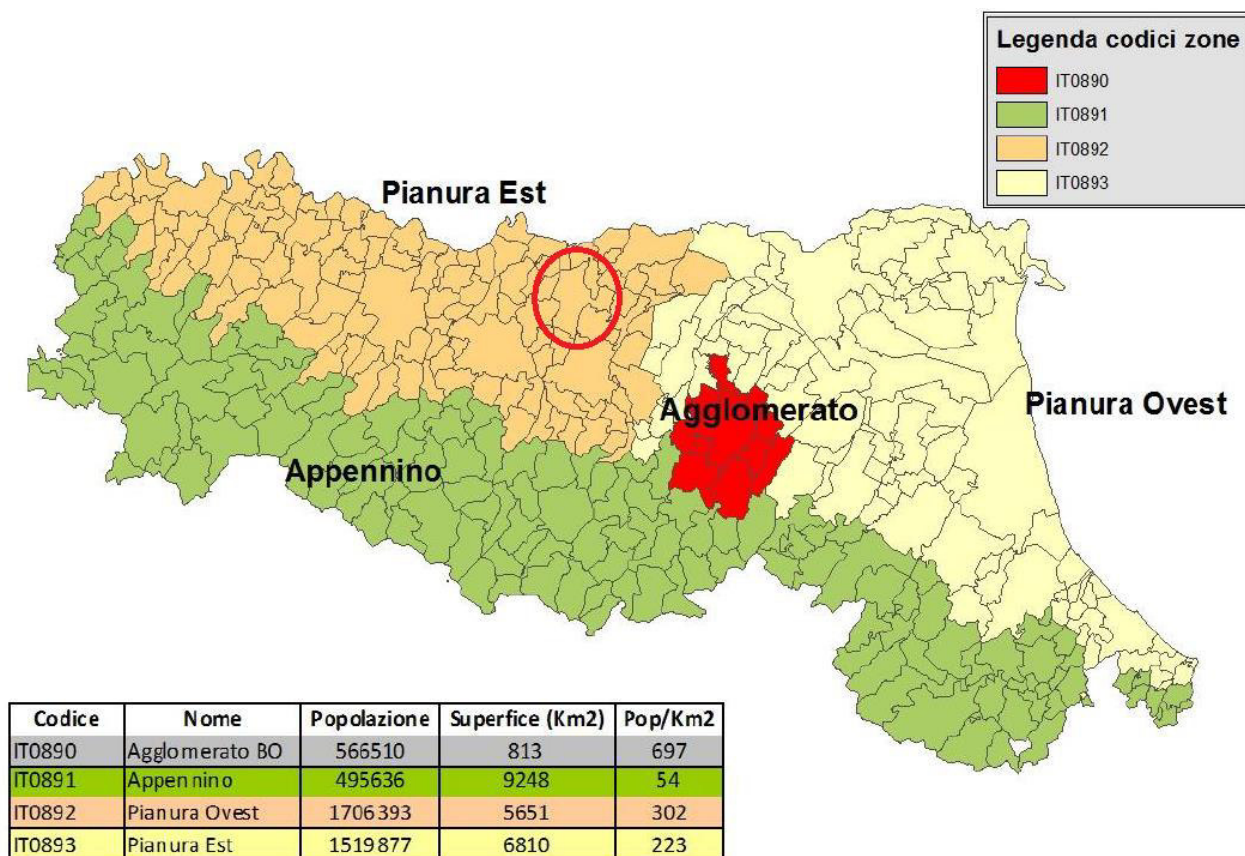 Legenda codici zone
IT0890
IT0891
IT0892
IT0893
Pianura Est
Agglomerato
Pianura Ovest
Appennino
Codice Nome Popolazione Superfice (Km2) Pop/Km2
IT0890 Agglomerato BO 566510 813 697
IT0891 Appennino 495636 9248 54
IT0892 Pianura Ovest 1706393 5651 302
IT0893 Pianura Est 1519877 6810 223